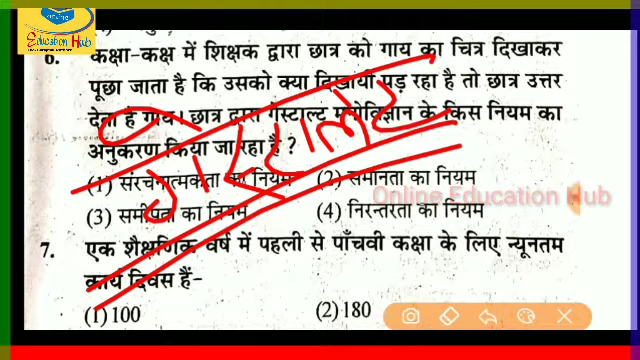 online
Education Hub
6. कक्षा-कक्ष में शिक्षक द्वारा छात्र को गाय का चित्र दिखाकर
पूछा जाता है कि उसको क्या दिखायी पड़ रहा है तो छात्र उत्तर
देता है गाय। छात्र द्वारा गेस्टाल्ट मनोविज्ञान के किस नियम का
अनुकरण किया जा रहा है ?
(1) संरचनात्मकता का नियम (2) समानता का नियम
Online Education Hub
(3) समीपता का नियम (4) निरन्तरता का नियम
7. एक शैक्षणिक वर्ष में पहली से पाँचवी कक्षा के लिए न्यूनतम
कार्य दिवस हैं-
(1) 100 (2) 180